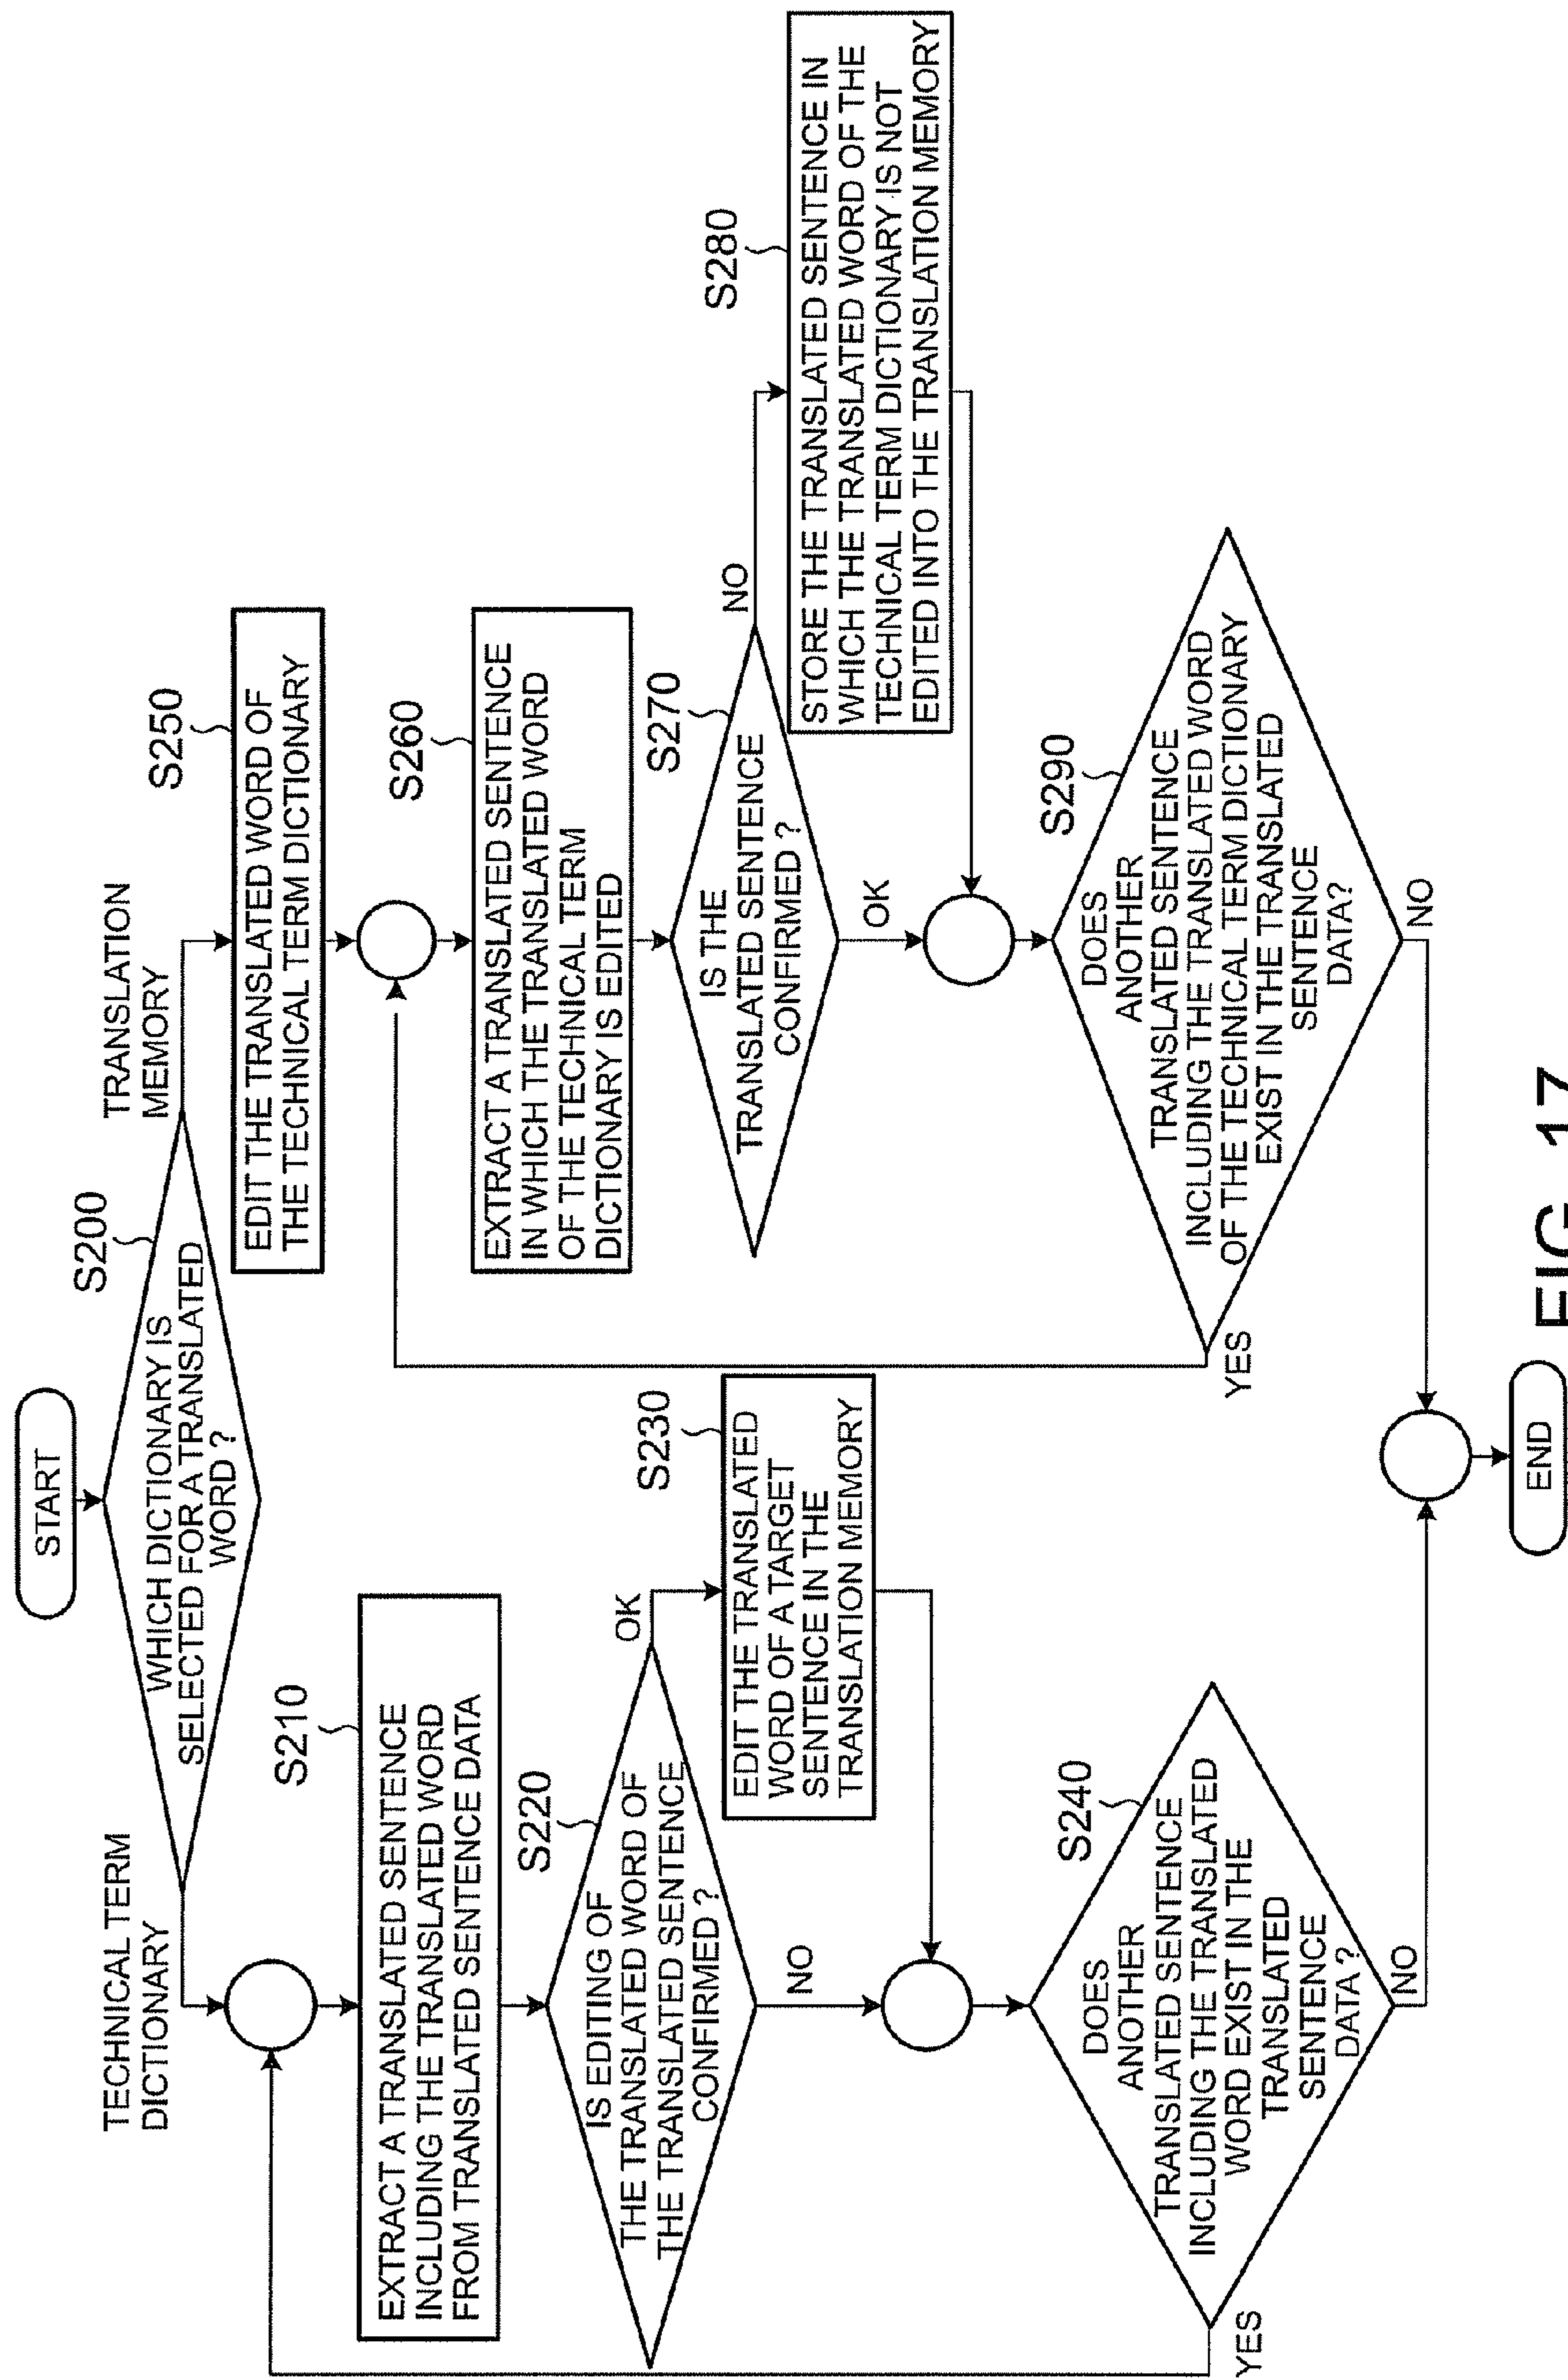 START
S200
WHICH DICTIONARY IS
SELECTED FOR A TRANSLATED
WORD ?
TECHNICAL TERM
DICTIONARY
TRANSLATION
MEMORY
S210
EXTRACT A TRANSLATED SENTENCE
INCLUDING THE TRANSLATED WORD
FROM TRANSLATED SENTENCE DATA
S220
IS EDITING OF
THE TRANSLATED WORD OF
THE TRANSLATED SENTENCE
CONFIRMED ?
OK
NO
S230
EDIT THE TRANSLATED
WORD OF A TARGET
SENTENCE IN THE
TRANSLATION MEMORY
S240
DOES
ANOTHER
TRANSLATED SENTENCE
INCLUDING THE TRANSLATED
WORD EXIST IN THE
TRANSLATED
SENTENCE
DATA ?
YES
NO
S250
EDIT THE TRANSLATED WORD OF
THE TECHNICAL TERM DICTIONARY
S260
EXTRACT A TRANSLATED SENTENCE
IN WHICH THE TRANSLATED WORD
OF THE TECHNICAL TERM
DICTIONARY IS EDITED
S270
IS THE
TRANSLATED SENTENCE
CONFIRMED ?
NO
OK
S280
STORE THE TRANSLATED SENTENCE IN
WHICH THE TRANSLATED WORD OF THE
TECHNICAL TERM DICTIONARY IS NOT
EDITED INTO THE TRANSLATION MEMORY
S290
DOES
ANOTHER
TRANSLATED SENTENCE
INCLUDING THE TRANSLATED WORD
OF THE TECHNICAL TERM DICTIONARY
EXIST IN THE TRANSLATED
SENTENCE
DATA?
YES
NO
END
FIG. 17